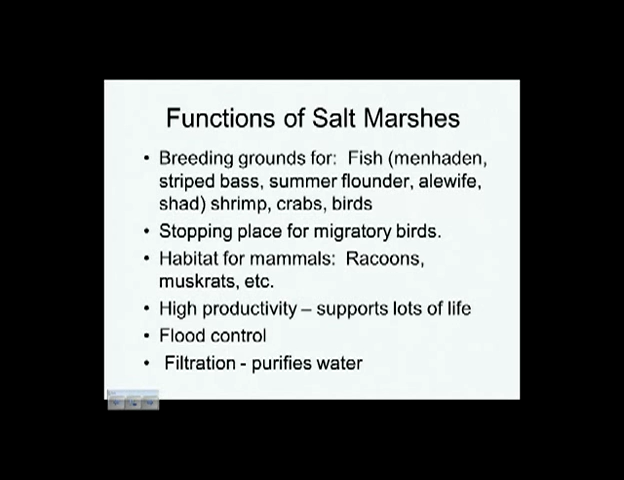 Functions of Salt Marshes
• Breeding grounds for: Fish (menhaden,
striped bass, summer flounder, alewife,
shad) shrimp, crabs, birds
• Stopping place for migratory birds.
• Habitat for mammals: Racoons,
muskrats, etc.
• High productivity – supports lots of life
• Flood control
• Filtration - purifies water